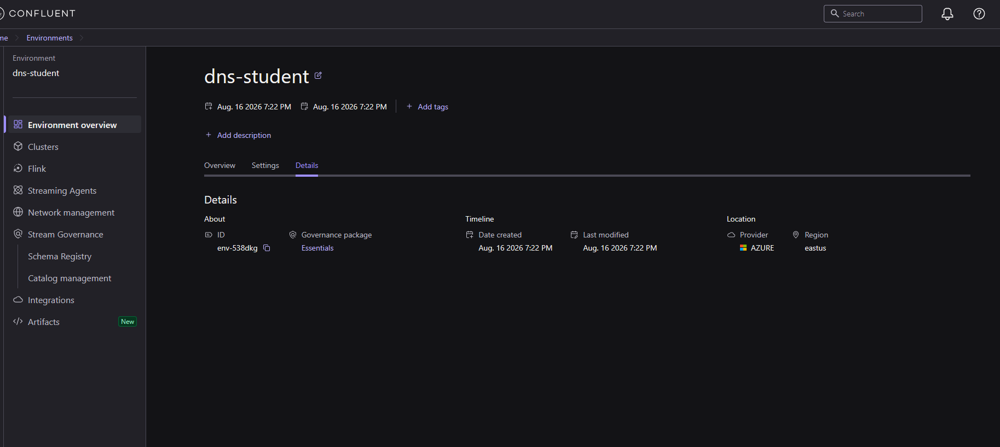 CONFLUENT
Search
me
Environments
Environment
dns-student
Environment overview
Clusters
Flink
Streaming Agents
Network management
Stream Governance
Schema Registry
Catalog management
Integrations
Artifacts
New
dns-student
Aug. 16 2026 7:22 PM Aug. 16 2026 7:22 PM + Add tags
+ Add description
Overview Settings Details
Details
About
ID Governance package
env-538dkg Essentials
Timeline
Date created Last modified
Aug. 16 2026 7:22 PM Aug. 16 2026 7:22 PM
Location
Provider Region
AZURE eastus